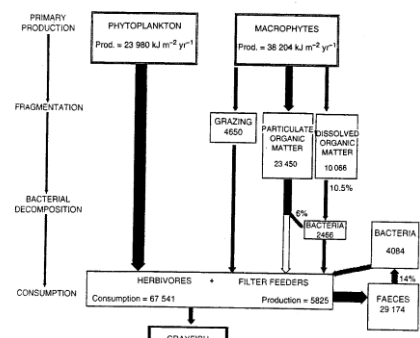 PRIMARY
PRODUCTION
FRAGMENTATION
BACTERIAL
DECOMPOSITION
CONSUMPTION
PHYTOPLANKTON
Prod. = 23 980 kJ m⁻² yr⁻¹
MACROPHYTES
Prod. = 38 204 kJ m⁻² yr⁻¹
GRAZING
4650
PARTICULATE
ORGANIC
MATTER
23 450
DISSOLVED
ORGANIC
MATTER
10 066
10.5%
6%
BACTERIA
2466
BACTERIA
4084
14%
FAECES
29 174
HERBIVORES + FILTER FEEDERS
Consumption = 67 541 Production = 5825
CRAYFISH